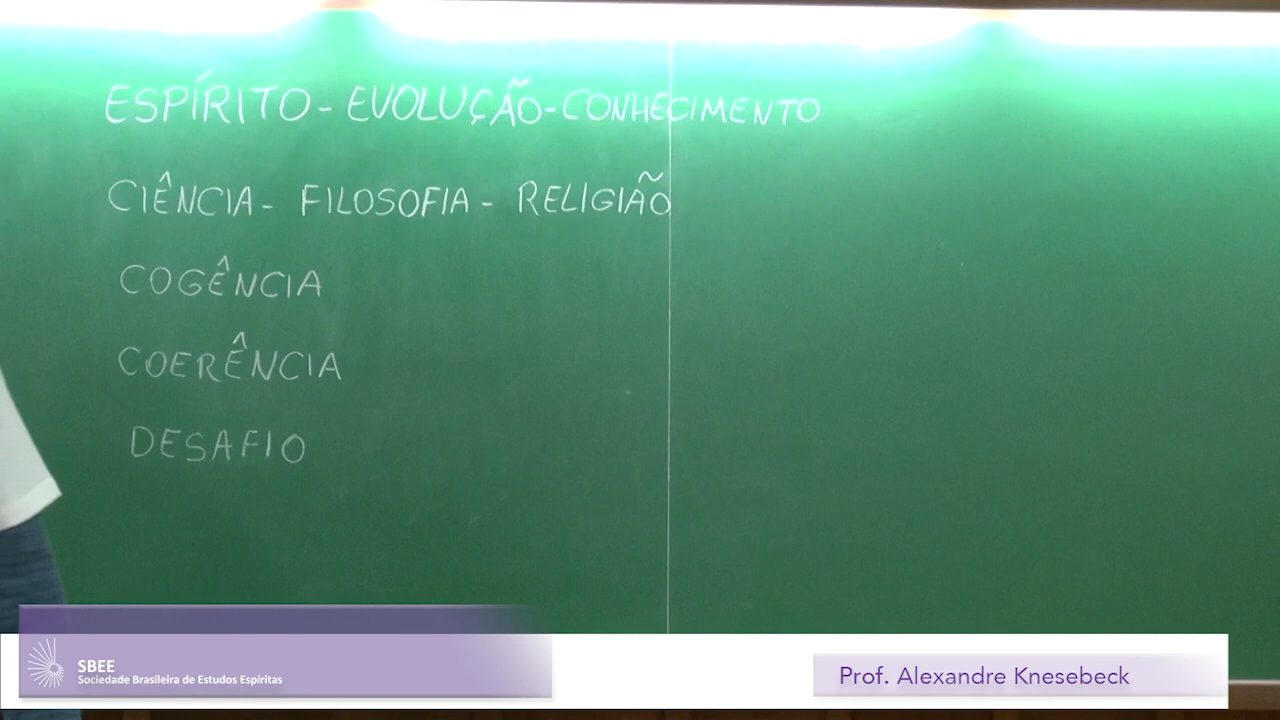 ESPÍRITO - EVOLUÇÃO - CONHECIMENTO
CIÊNCIA - FILOSOFIA - RELIGIÃO
COGÊNCIA
COERÊNCIA
DESAFIO
SBEE
Sociedade Brasileira de Estudos Espíritas
Prof. Alexandre Knesebeck